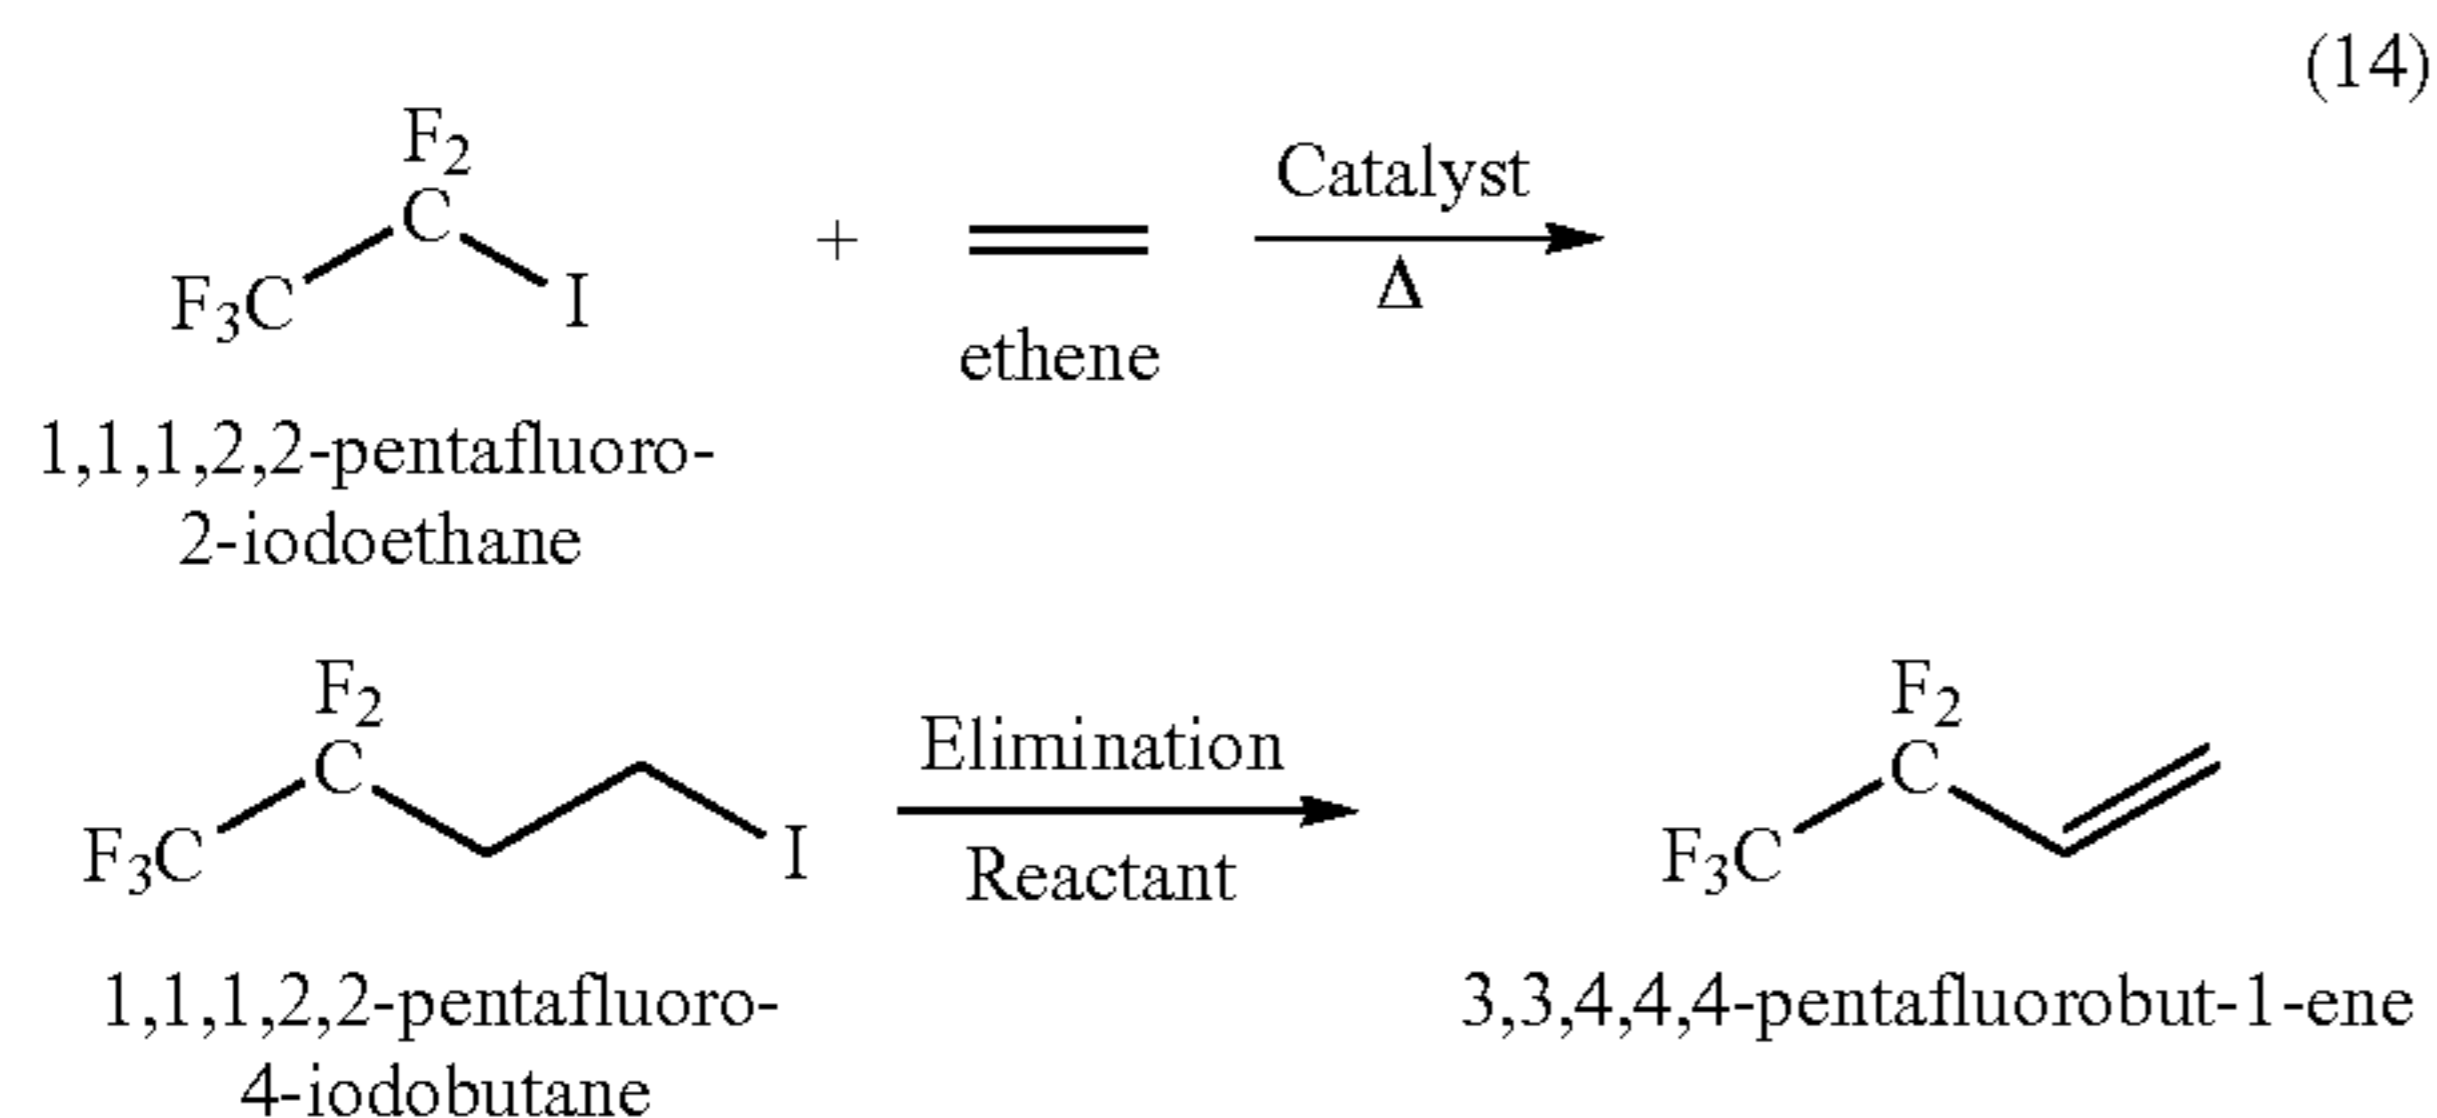 (14)
F2
C
F3C
I
+
Catalyst
Δ
ethene
1,1,1,2,2-pentafluoro-
2-iodoethane
F2
C
F3C
I
Elimination
Reactant
F2
C
F3C
1,1,1,2,2-pentafluoro-
4-iodobutane
3,3,4,4,4-pentafluorobut-1-ene